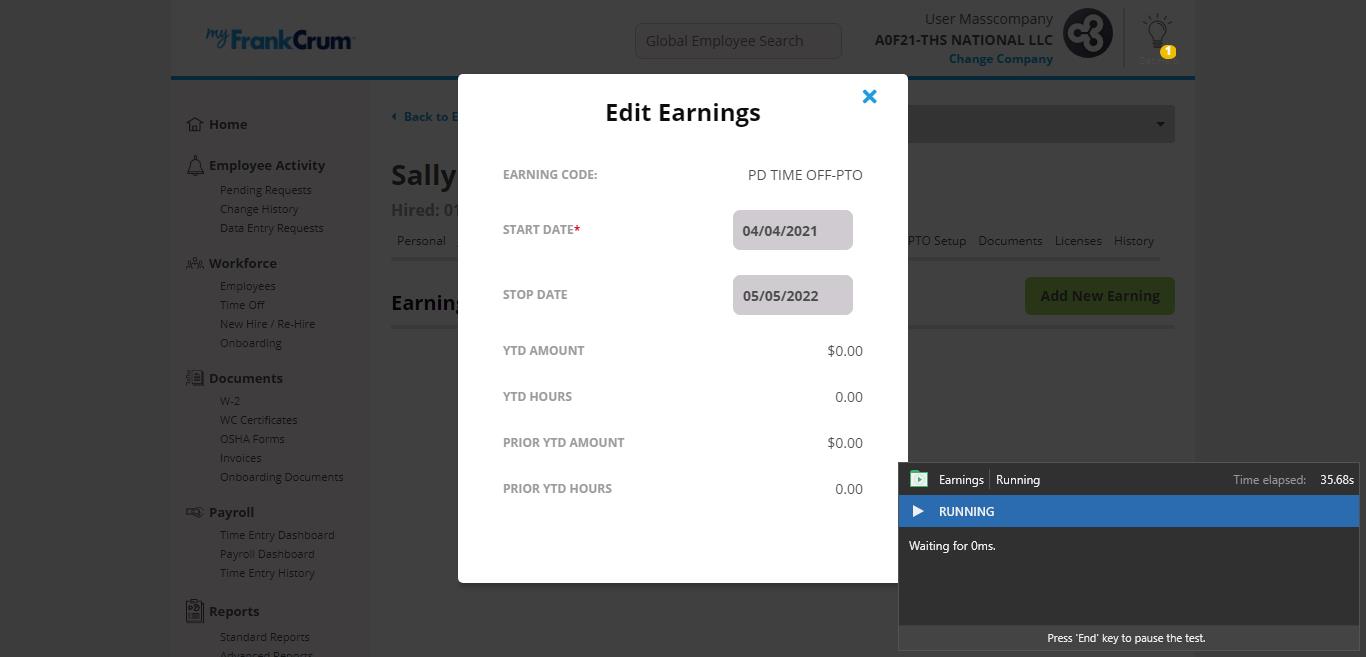 myFrankCrum
Global Employee Search
User Masscompany
A0F21-THS NATIONAL LLC
Change Company
1
Home
Employee Activity
Pending Requests
Change History
Data Entry Requests
Workforce
Employees
Time Off
New Hire / Re-Hire
Onboarding
Documents
W-2
WC Certificates
OSHA Forms
Invoices
Onboarding Documents
Payroll
Time Entry Dashboard
Payroll Dashboard
Time Entry History
Reports
Standard Reports
Advanced Reports
Back to E
Sally
Hired: 01
Personal
PTO Setup Documents Licenses History
Earning
Add New Earning
Edit Earnings
EARNING CODE: PD TIME OFF-PTO
START DATE* 04/04/2021
STOP DATE 05/05/2022
YTD AMOUNT $0.00
YTD HOURS 0.00
PRIOR YTD AMOUNT $0.00
PRIOR YTD HOURS 0.00
Earnings Running Time elapsed: 35.68s
RUNNING
Waiting for 0ms.
Press 'End' key to pause the test.